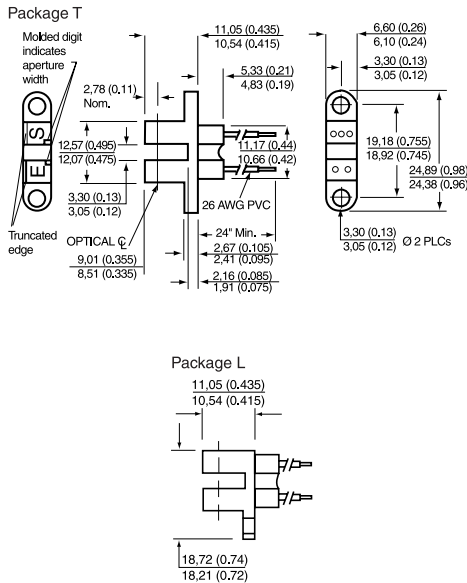 Package T
Molded digit
indicates
aperture
width
11,05 (0.435)
10,54 (0.415)
6,60 (0.26)
6,10 (0.24)
2,78 (0.11)
Nom.
5,33 (0.21)
4,83 (0.19)
3,30 (0.13)
3,05 (0.12)
S
E
12,57 (0.495)
12,07 (0.475)
11,17 (0.44)
10,66 (0.42)
19,18 (0.755)
18,92 (0.745)
24,89 (0.98)
24,38 (0.96)
3,30 (0.13)
3,05 (0.12)
26 AWG PVC
Truncated
edge
OPTICAL ℄
24" Min.
3,30 (0.13)
3,05 (0.12)
Ø 2 PLCs
9,01 (0.355)
8,51 (0.335)
2,67 (0.105)
2,41 (0.095)
2,16 (0.085)
1,91 (0.075)
Package L
11,05 (0.435)
10,54 (0.415)
18,72 (0.74)
18,21 (0.72)